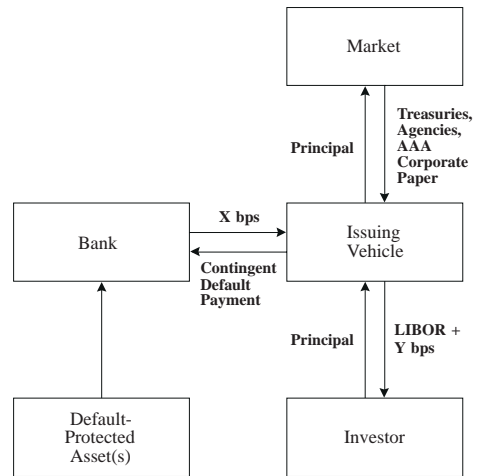 Market
Treasuries,
Agencies,
AAA
Corporate
Paper
Principal
X bps
Bank
Issuing
Vehicle
Contingent
Default
Payment
LIBOR +
Y bps
Principal
Default-
Protected
Asset(s)
Investor